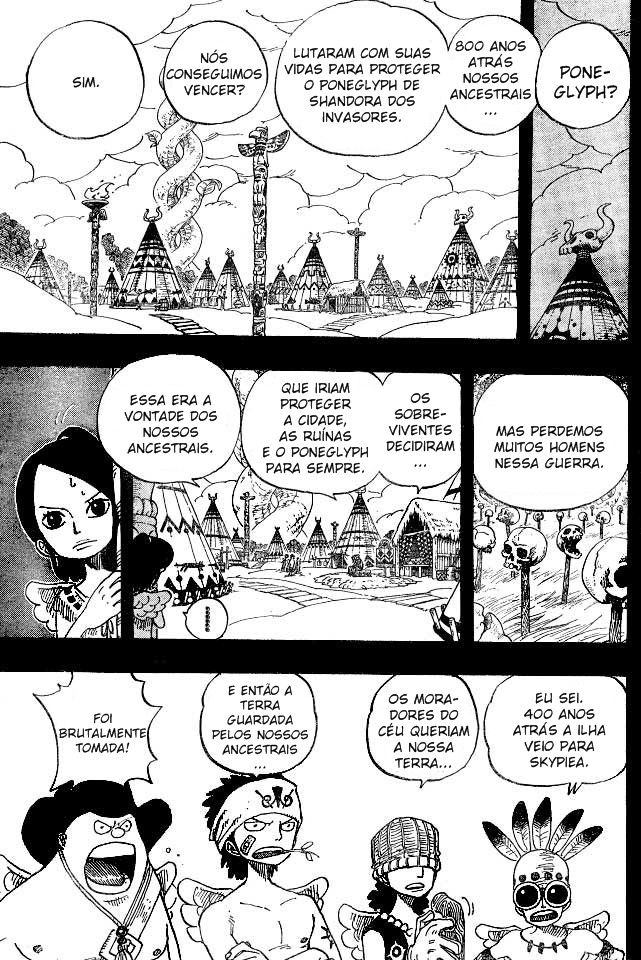 PONE-
GLYPH?
800 ANOS
ATRÁS
NOSSOS
ANCESTRAIS
...
LUTARAM COM SUAS
VIDAS PARA PROTEGER
O PONEGLYPH DE
SHANDORA DOS
INVASORES.
NÓS
CONSEGUIMOS
VENCER?
SIM.
MAS PERDEMOS
MUITOS HOMENS
NESSA GUERRA.
OS
SOBRE-
VIVENTES
DECIDIRAM
...
QUE IRIAM
PROTEGER
A CIDADE,
AS RUÍNAS
E O PONEGLYPH
PARA SEMPRE.
ESSA ERA A
VONTADE DOS
NOSSOS
ANCESTRAIS.
EU SEI.
400 ANOS
ATRÁS A ILHA
VEIO PARA
SKYPIEA.
OS MORA-
DORES DO
CÉU QUERIAM
A NOSSA
TERRA...
E ENTÃO A
TERRA
GUARDADA
PELOS NOSSOS
ANCESTRAIS
...
FOI
BRUTALMENTE
TOMADA!